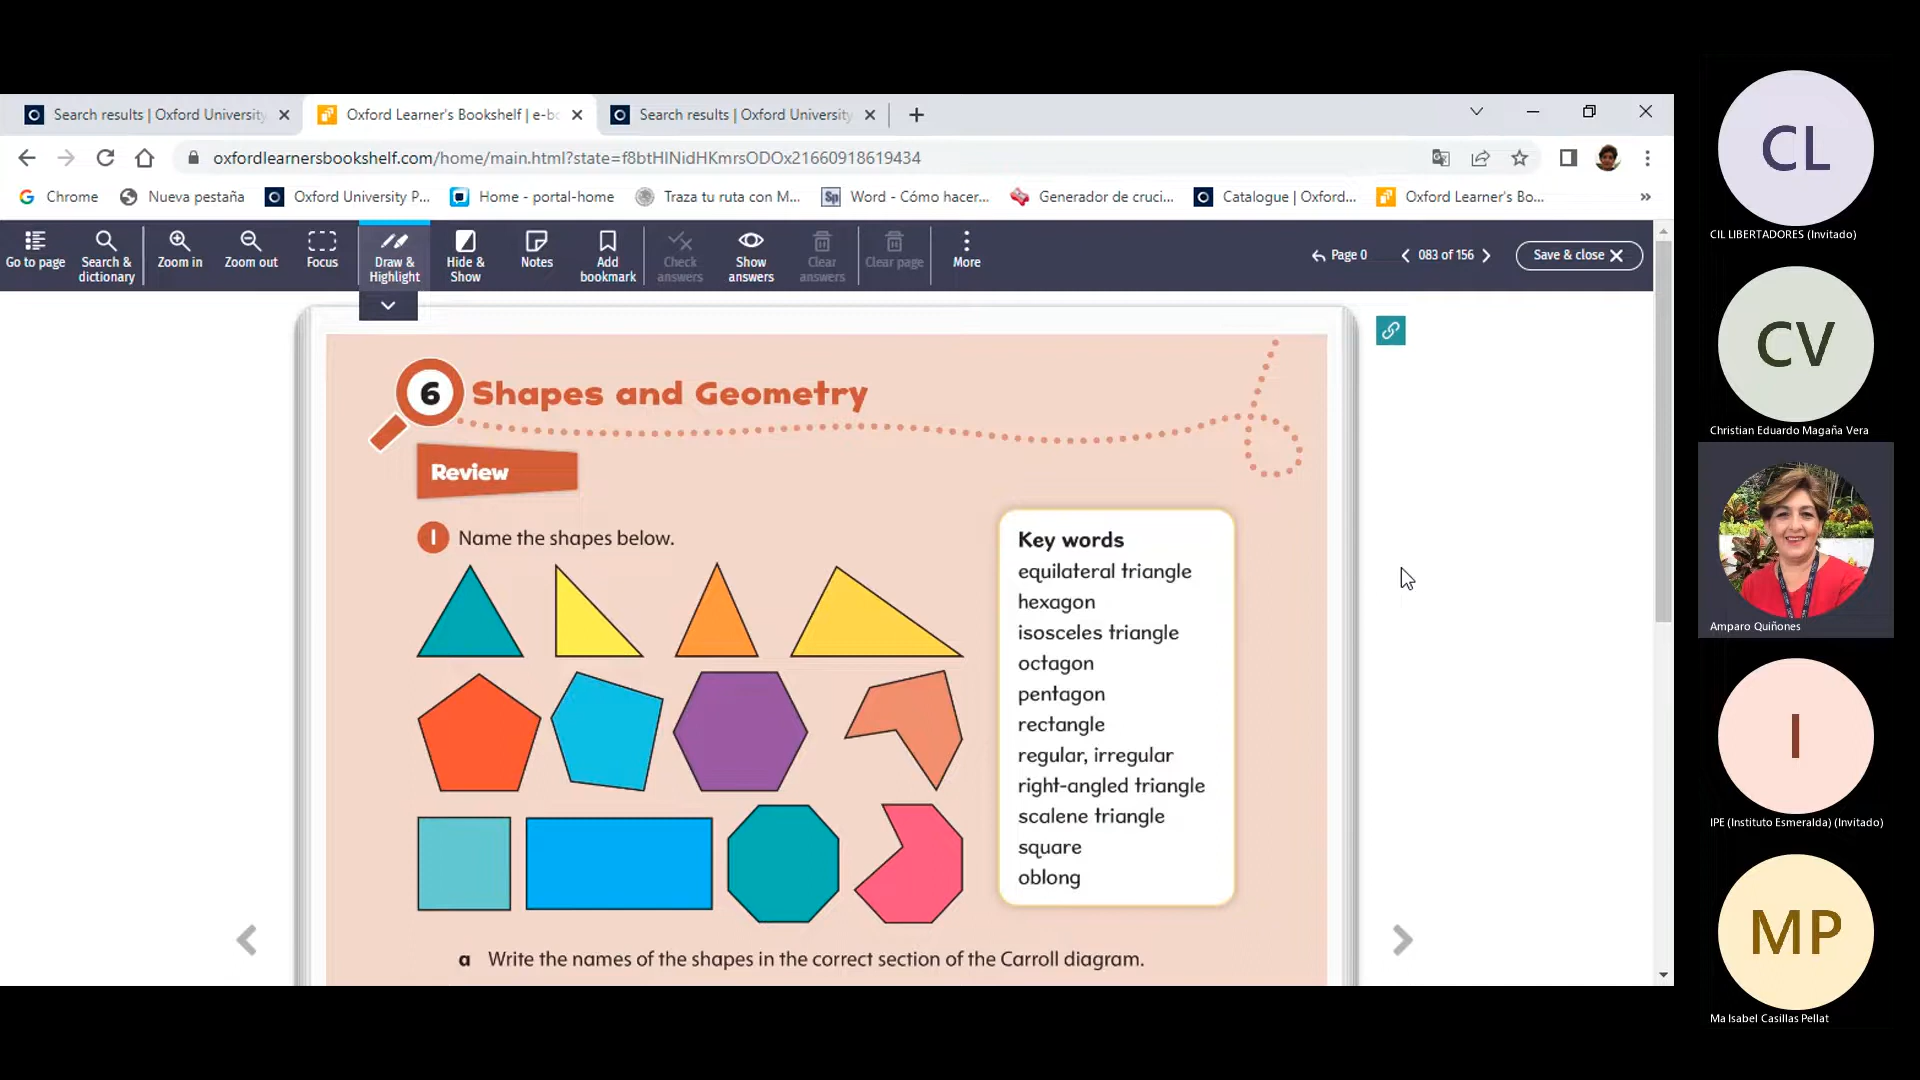 Search results | Oxford University
Oxford Learner's Bookshelf | e-bo
Search results | Oxford University
oxfordlearnersbookshelf.com/home/main.html?state=f8btHINidHKmrsODOx21660918619434
Chrome
Nueva pestaña
Oxford University P...
Home - portal-home
Traza tu ruta con M...
Sp
Word - Cómo hacer...
Generador de cruci...
Catalogue | Oxford...
Oxford Learner's Bo...
»
Go to page
Search & dictionary
Zoom in
Zoom out
Focus
Draw & Highlight
Hide & Show
Notes
Add bookmark
Check answers
Show answers
Clear answers
Clear page
More
Page 0
083 of 156
Save & close
6 Shapes and Geometry
Review
1 Name the shapes below.
Key words
equilateral triangle
hexagon
isosceles triangle
octagon
pentagon
rectangle
regular, irregular
right-angled triangle
scalene triangle
square
oblong
a Write the names of the shapes in the correct section of the Carroll diagram.
CL
CIL LIBERTADORES (Invitado)
CV
Christian Eduardo Magaña Vera
Amparo Quiñones
I
IPE (Instituto Esmeralda) (Invitado)
MP
Ma Isabel Casillas Pellat